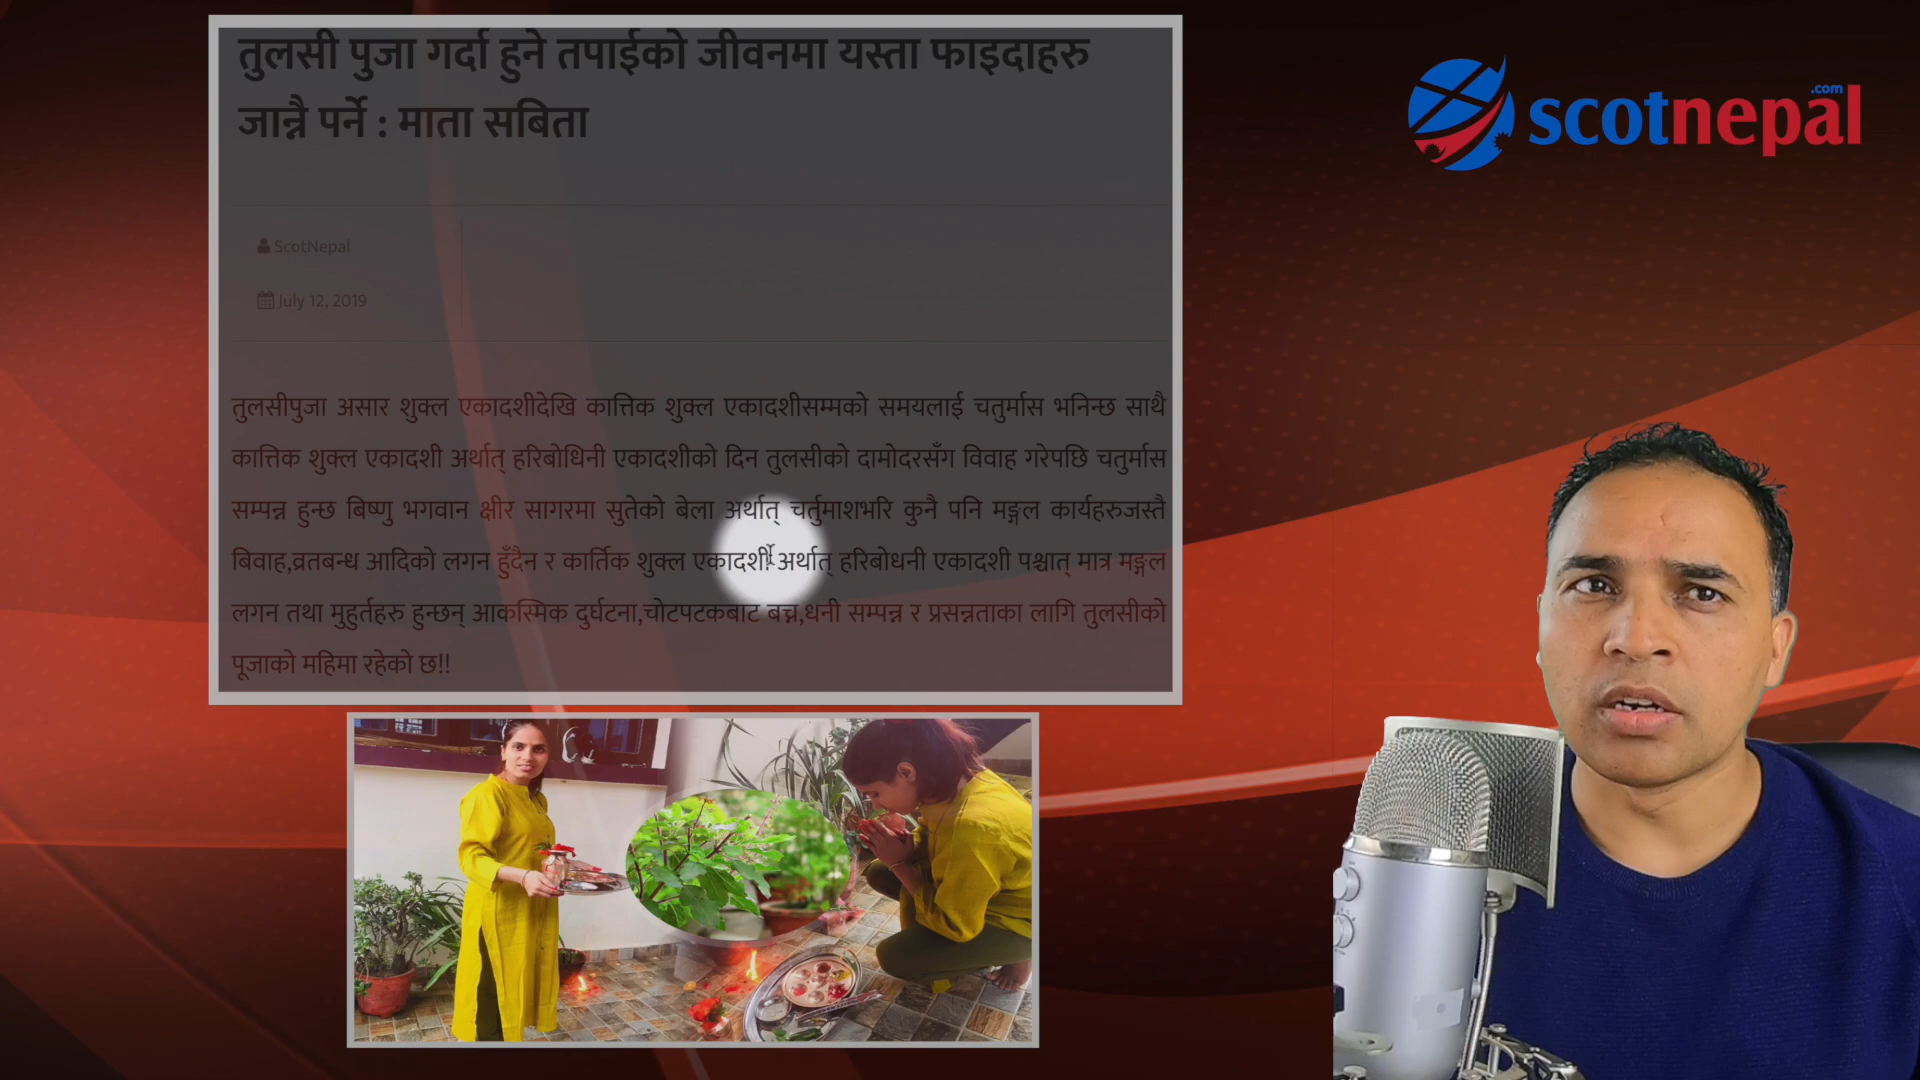 तुलसी पुजा गर्दा हुने तपाईको जीवनमा यस्ता फाइदाहरु
जान्नै पर्ने : माता सबिता
scotnepal.com
ScotNepal
July 12, 2019
तुलसीपुजा असार शुक्ल एकादशीदेखि कात्तिक शुक्ल एकादशीसम्मको समयलाई चतुर्मास भनिन्छ साथै
कात्तिक शुक्ल एकादशी अर्थात् हरिबोधिनी एकादशीको दिन तुलसीको दामोदरसँग विवाह गरेपछि चतुर्मास
सम्पन्न हुन्छ बिष्णु भगवान क्षीर सागरमा सुतेको बेला अर्थात् चर्तुमाशभरि कुनै पनि मङ्गल कार्यहरुजस्तै
बिवाह,व्रतबन्ध आदिको लगन हुँदैन र कार्तिक शुक्ल एकादशी अर्थात् हरिबोधनी एकादशी पश्चात् मात्र मङ्गल
लगन तथा मुहुर्तहरु हुन्छन् आकस्मिक दुर्घटना,चोटपटकबाट बच्न,धनी सम्पन्न र प्रसन्नताका लागि तुलसीको
पूजाको महिमा रहेको छ!!